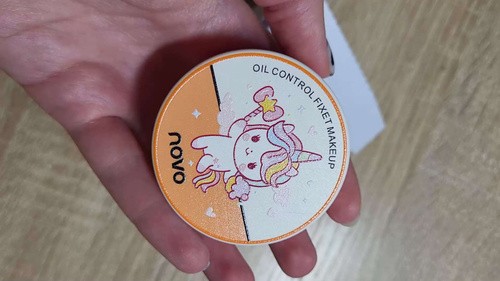 OIL CONTROL FIXET MAKEUP
novo